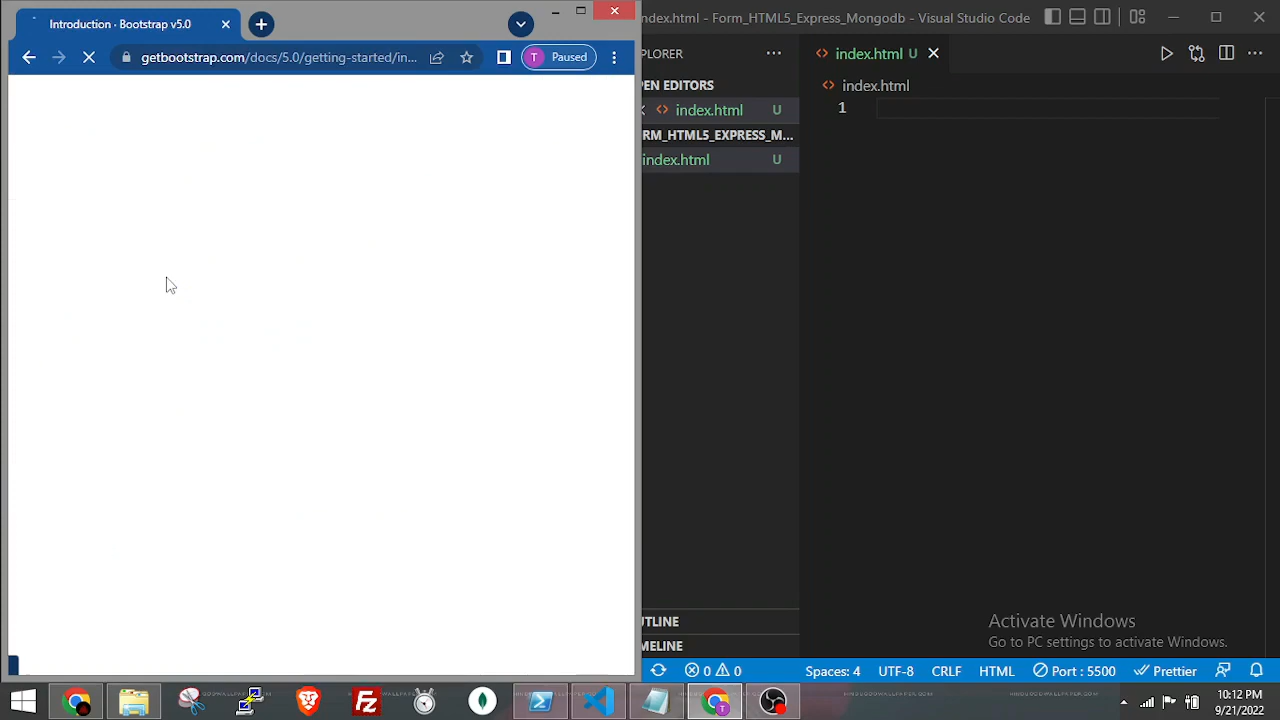 Introduction · Bootstrap v5.0
getbootstrap.com/docs/5.0/getting-started/in...
T
Paused
index.html - Form_HTML5_Express_Mongodb - Visual Studio Code
PLORER
index.html U
EN EDITORS
index.html
index.html U
1
RM_HTML5_EXPRESS_M...
index.html U
UTLINE
MELINE
Activate Windows
Go to PC settings to activate Windows.
0 0
Spaces: 4
UTF-8
CRLF
HTML
Port : 5500
Prettier
10:12 PM
9/21/2022